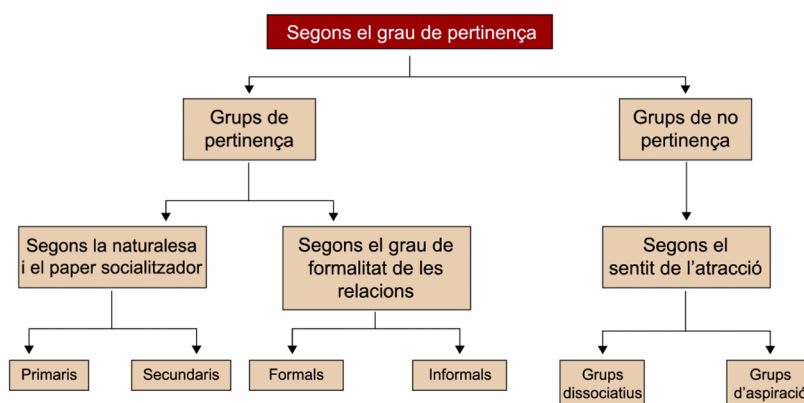 Segons el grau de pertinença
Grups de
pertinença
Grups de no
pertinença
Segons la naturalesa
i el paper socialitzador
Segons el grau de
formalitat de les
relacions
Segons el
sentit de l’atracció
Primaris
Secundaris
Formals
Informals
Grups
dissociatius
Grups
d’aspiració